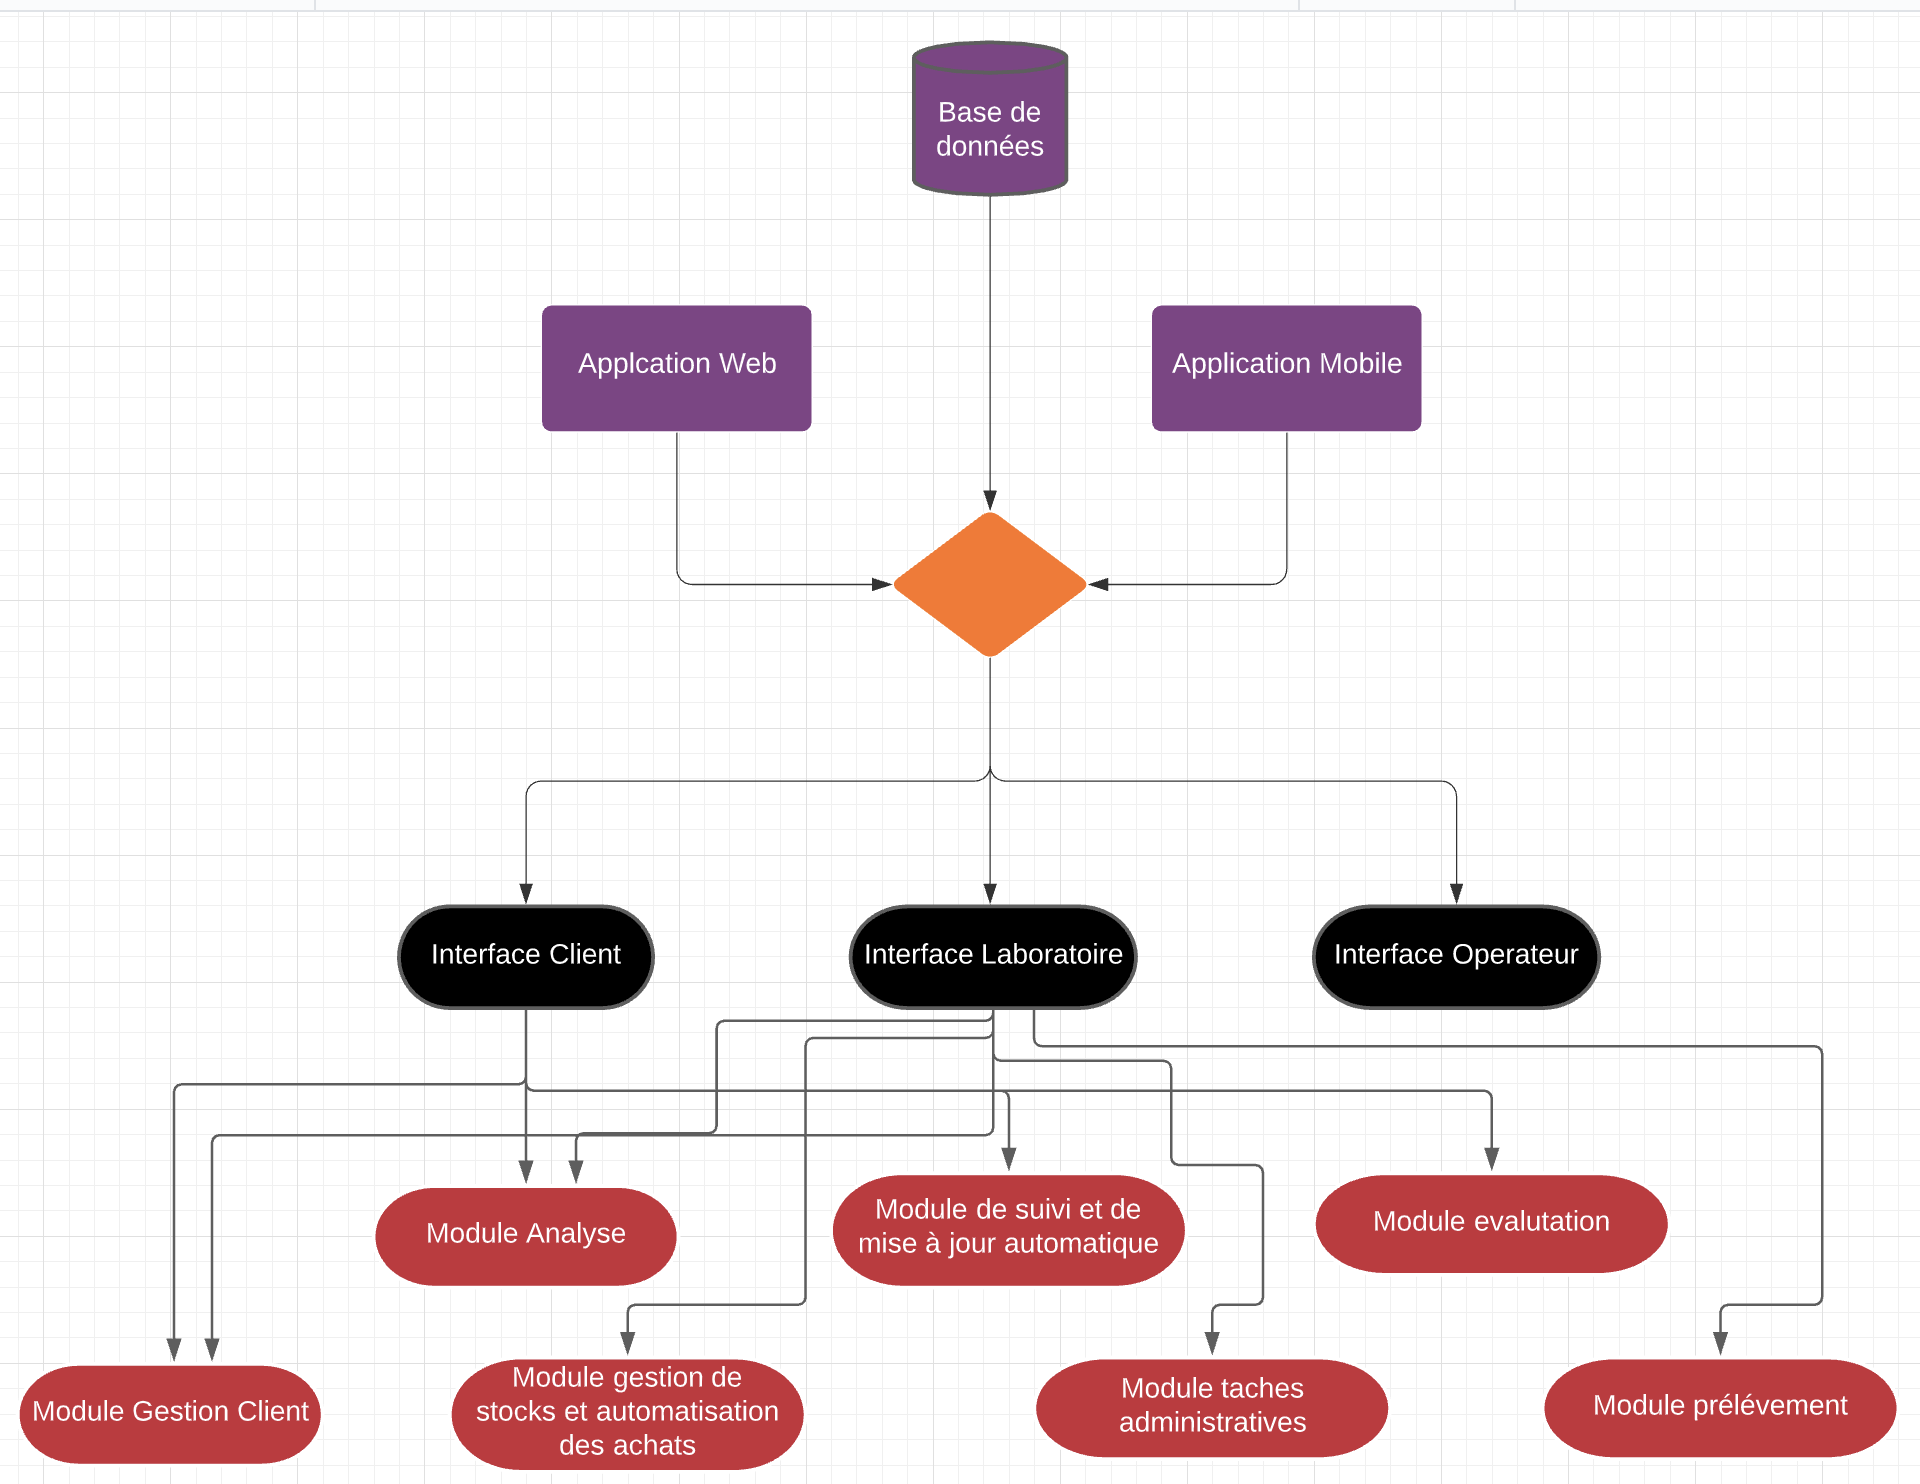 Base de
données
Applcation Web
Application Mobile
Interface Client
Interface Laboratoire
Interface Operateur
Module Analyse
Module de suivi et de
mise à jour automatique
Module evalutation
Module Gestion Client
Module gestion de
stocks et automatisation
des achats
Module taches
administratives
Module prélévement